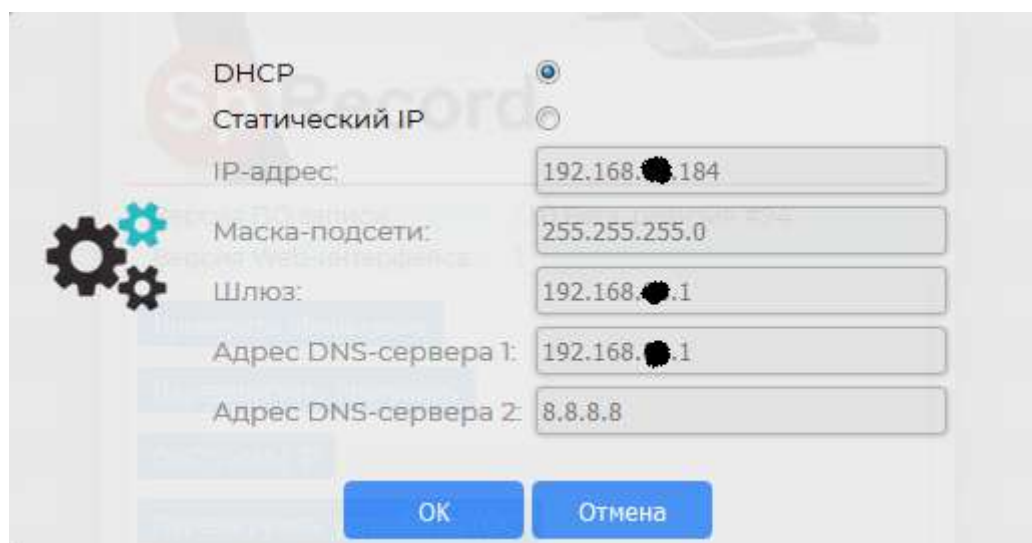 DHCP
Статический IP
IP-адрес: 192.168. .184
Маска-подсети: 255.255.255.0
Шлюз: 192.168. .1
Адрес DNS-сервера 1: 192.168. .1
Адрес DNS-сервера 2: 8.8.8.8
OK Отмена
SpRecord